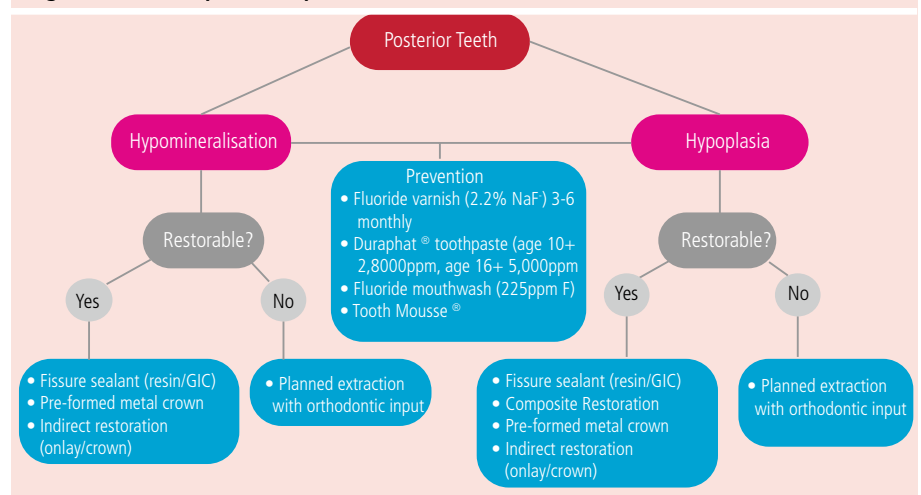 Posterior Teeth
Hypomineralisation
Hypoplasia
Prevention
• Fluoride varnish (2.2% NaF-) 3-6
monthly
• Duraphat ® toothpaste (age 10+
2,8000ppm, age 16+ 5,000ppm
• Fluoride mouthwash (225ppm F)
• Tooth Mousse ®
Restorable?
Restorable?
Yes
No
Yes
No
• Fissure sealant (resin/GIC)
• Pre-formed metal crown
• Indirect restoration
(onlay/crown)
• Planned extraction
with orthodontic input
• Fissure sealant (resin/GIC)
• Composite Restoration
• Pre-formed metal crown
• Indirect restoration
(onlay/crown)
• Planned extraction
with orthodontic input